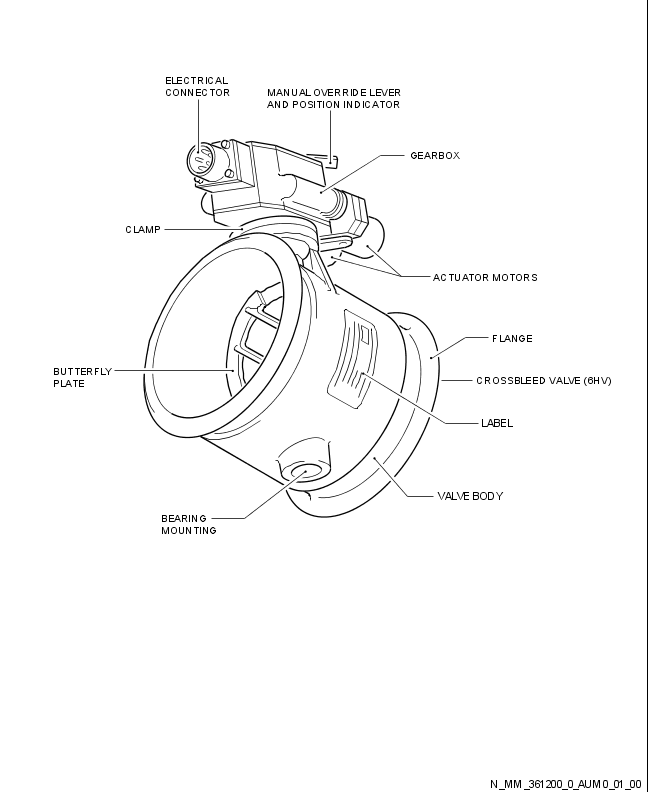 ELECTRICAL
CONNECTOR
MANUAL OVERRIDE LEVER
AND POSITION INDICATOR
GEARBOX
CLAMP
ACTUATOR MOTORS
FLANGE
BUTTERFLY
PLATE
CROSSBLEED VALVE (6HV)
LABEL
VALVE BODY
BEARING
MOUNTING
N_MM_361200_0_AUM0_01_00